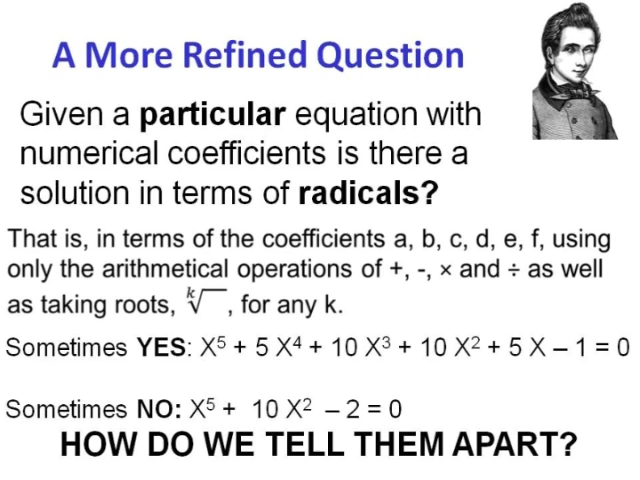 A More Refined Question
Given a particular equation with
numerical coefficients is there a
solution in terms of radicals?
That is, in terms of the coefficients a, b, c, d, e, f, using
only the arithmetical operations of +, -, × and ÷ as well
as taking roots, ᵏ√ , for any k.
Sometimes YES: X⁵ + 5 X⁴ + 10 X³ + 10 X² + 5 X – 1 = 0
Sometimes NO: X⁵ + 10 X² – 2 = 0
HOW DO WE TELL THEM APART?